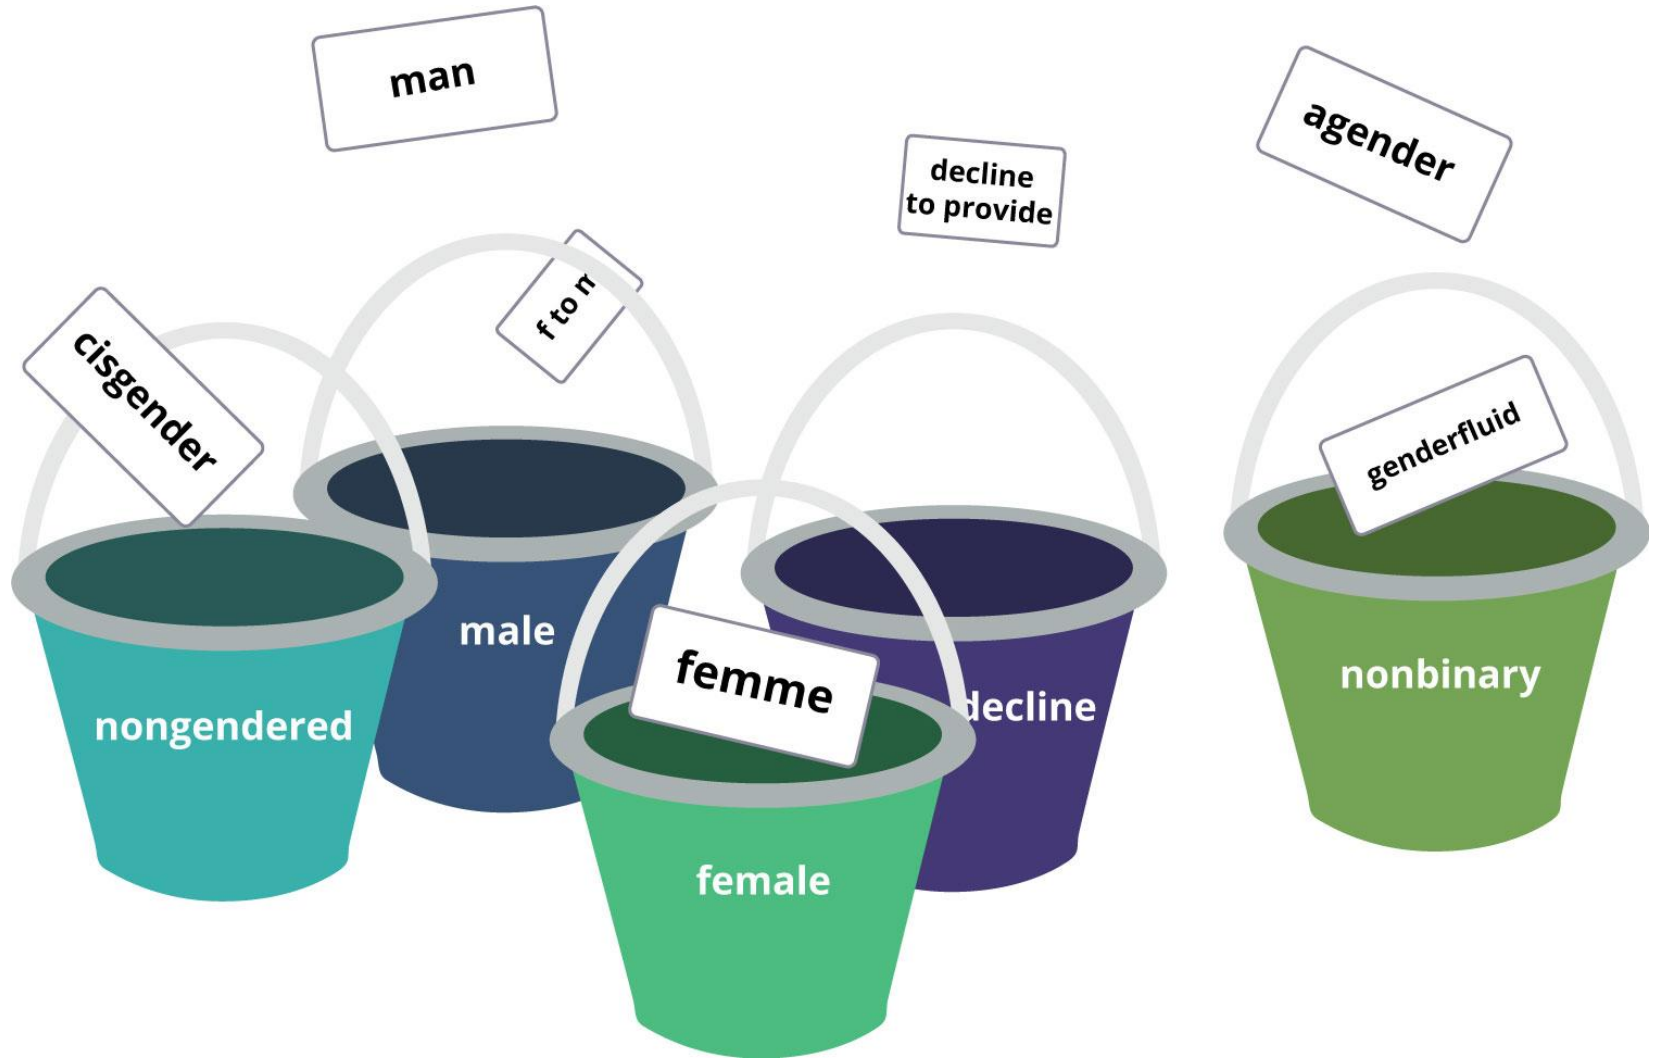 man
agender
decline
to provide
f to m
cisgender
genderfluid
male
femme
nonbinary
decline
nongendered
female